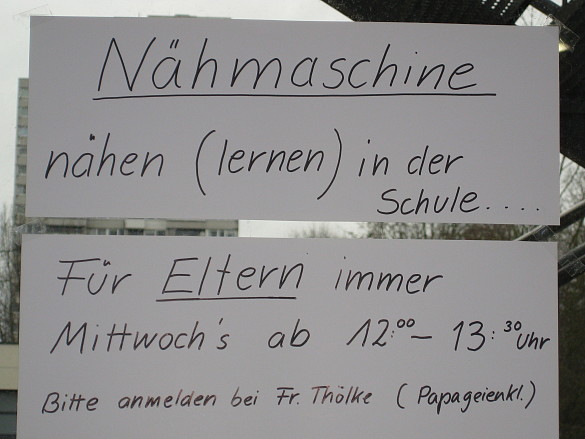 Nähmaschine
nähen (lernen) in der
Schule....
Für Eltern immer
Mittwoch's ab 12:00 - 13:30 Uhr
Bitte anmelden bei Fr. Thölke (Papageienkl.)